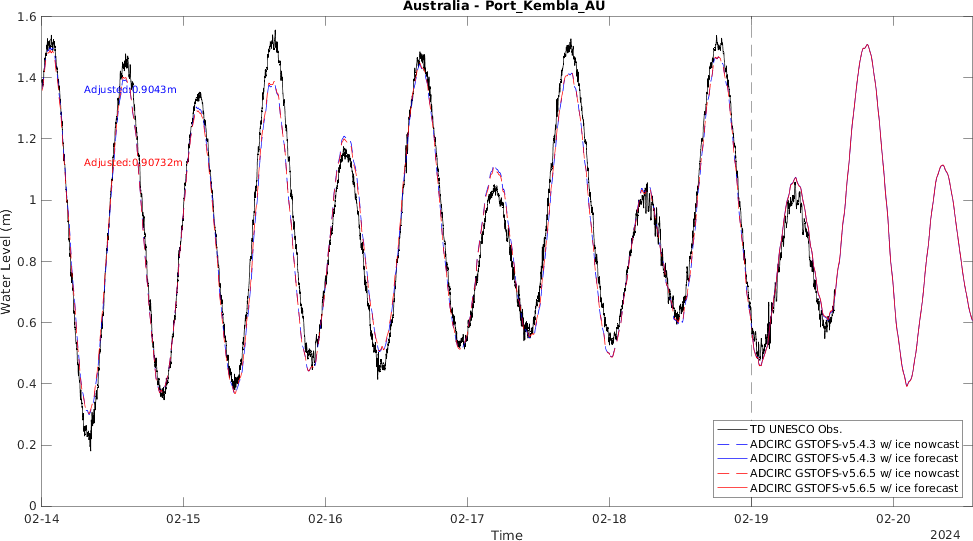 Australia - Port_Kembla_AU
1.6
1.4
1.2
1
0.8
0.6
0.4
0.2
0
Water Level (m)
Adjusted:0.9043m
Adjusted:0.90732m
TD UNESCO Obs.
ADCIRC GSTOFS-v5.4.3 w/ ice nowcast
ADCIRC GSTOFS-v5.4.3 w/ ice forecast
ADCIRC GSTOFS-v5.6.5 w/ ice nowcast
ADCIRC GSTOFS-v5.6.5 w/ ice forecast
02-14 02-15 02-16 02-17 02-18 02-19 02-20
Time
2024